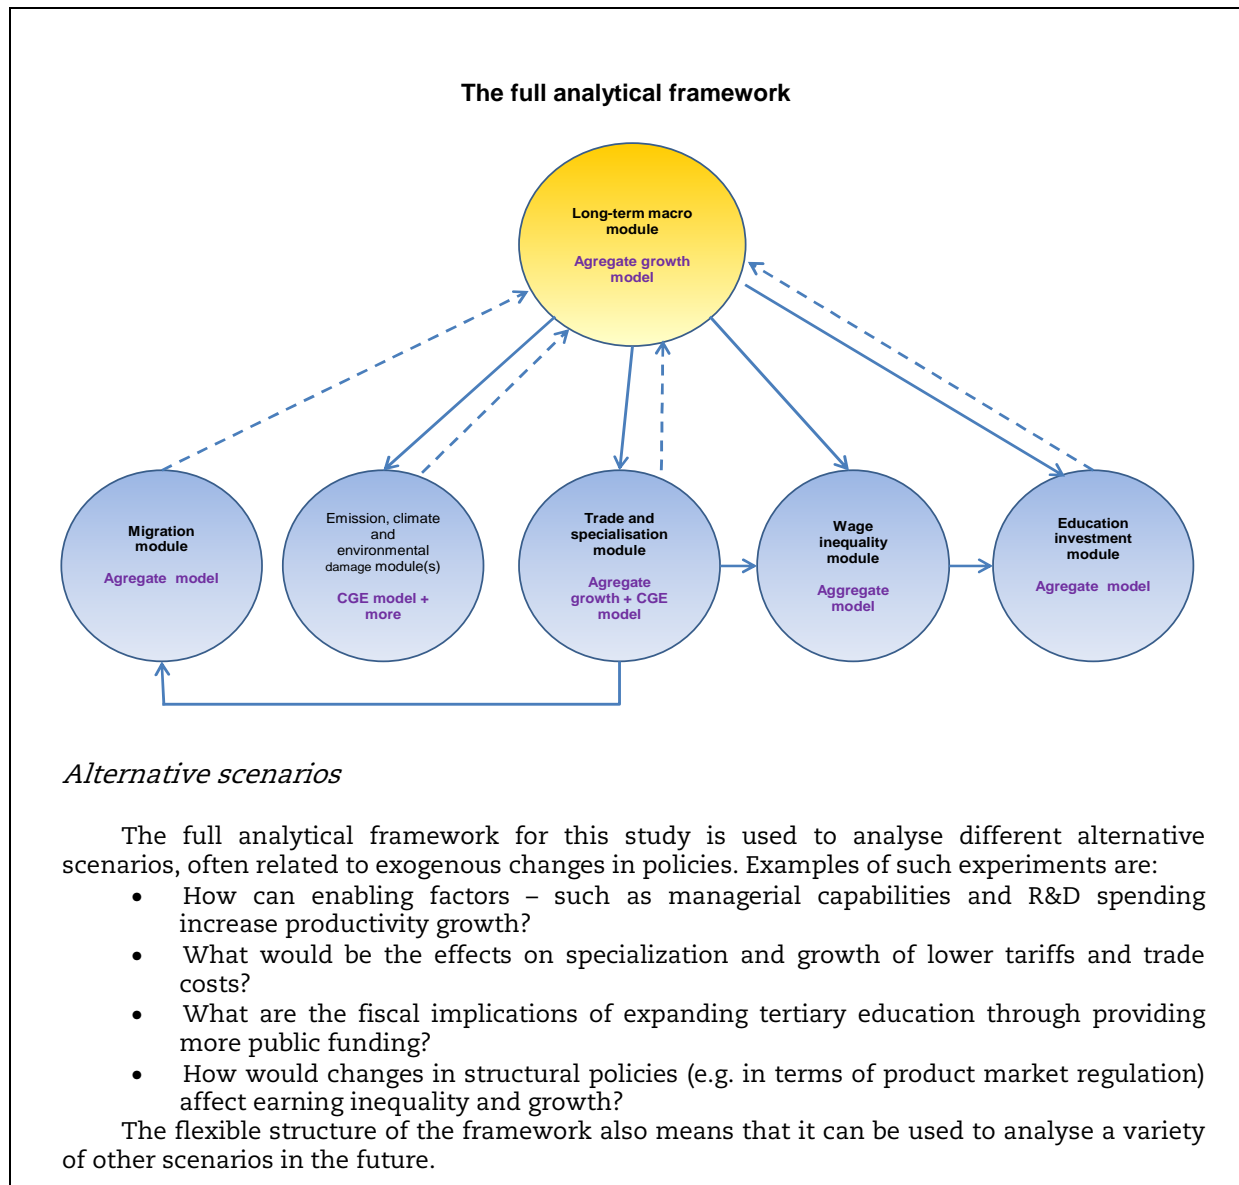 The full analytical framework
Long-term macro
module
Agregate growth
model
Migration
module
Agregate model
Emission, climate
and
environmental
damage module(s)
CGE model +
more
Trade and
specialisation
module
Agregate
growth + CGE
model
Wage
inequality
module
Aggregate
model
Education
investment
module
Agregate model
Alternative scenarios
The full analytical framework for this study is used to analyse different alternative
scenarios, often related to exogenous changes in policies. Examples of such experiments are:
• How can enabling factors – such as managerial capabilities and R&D spending
increase productivity growth?
• What would be the effects on specialization and growth of lower tariffs and trade
costs?
• What are the fiscal implications of expanding tertiary education through providing
more public funding?
• How would changes in structural policies (e.g. in terms of product market regulation)
affect earning inequality and growth?
The flexible structure of the framework also means that it can be used to analyse a variety
of other scenarios in the future.